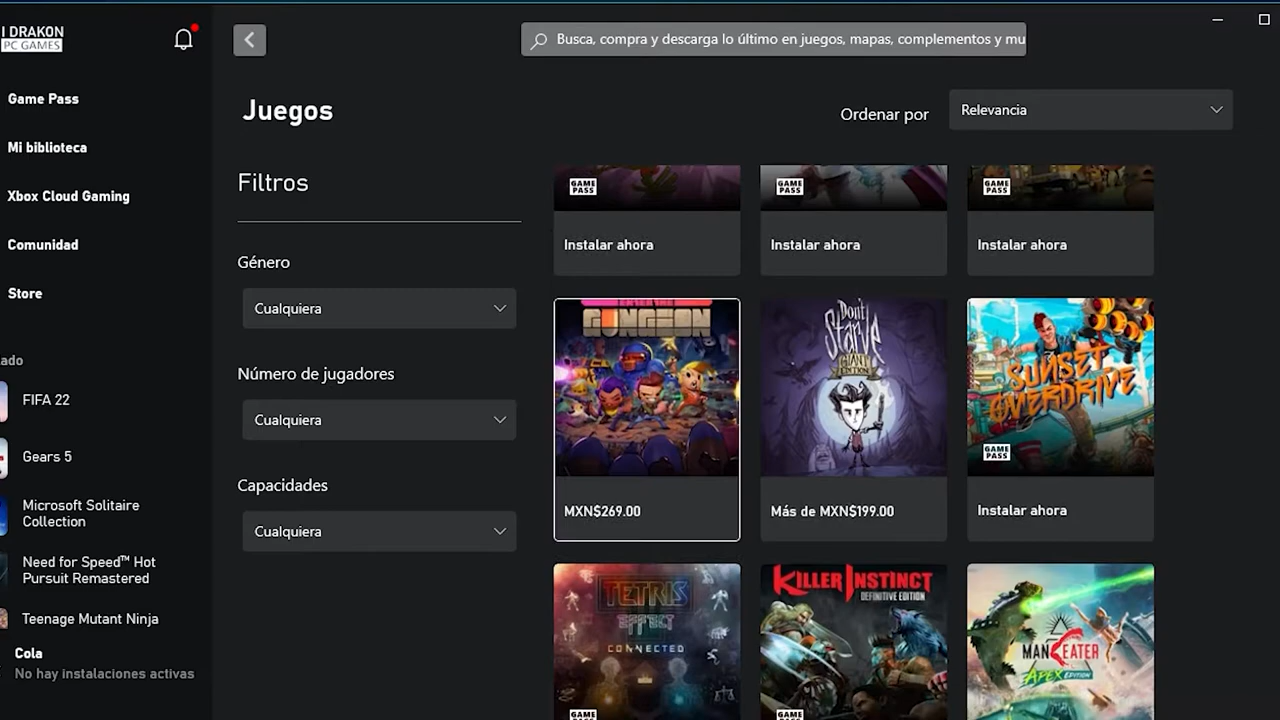 I DRAKON
PC GAMES
Busca, compra y descarga lo último en juegos, mapas, complementos y mu
Game Pass
Mi biblioteca
Xbox Cloud Gaming
Comunidad
Store
ado
FIFA 22
Gears 5
Microsoft Solitaire
Collection
Need for Speed™ Hot
Pursuit Remastered
Teenage Mutant Ninja
Cola
No hay instalaciones activas
Juegos
Ordenar por
Relevancia
Filtros
Género
Cualquiera
Número de jugadores
Cualquiera
Capacidades
Cualquiera
GAME
PASS
GAME
PASS
GAME
PASS
Instalar ahora
Instalar ahora
Instalar ahora
GUNGEON
Don't
Starve
SUNSET
OVERDRIVE
GAME
PASS
MXN$269.00
Más de MXN$199.00
Instalar ahora
TETRIS
EFFECT
CONNECTED
GAME
PASS
KILLER INSTINCT
DEFINITIVE EDITION
GAME
PASS
MANEATER
APEX EDITION